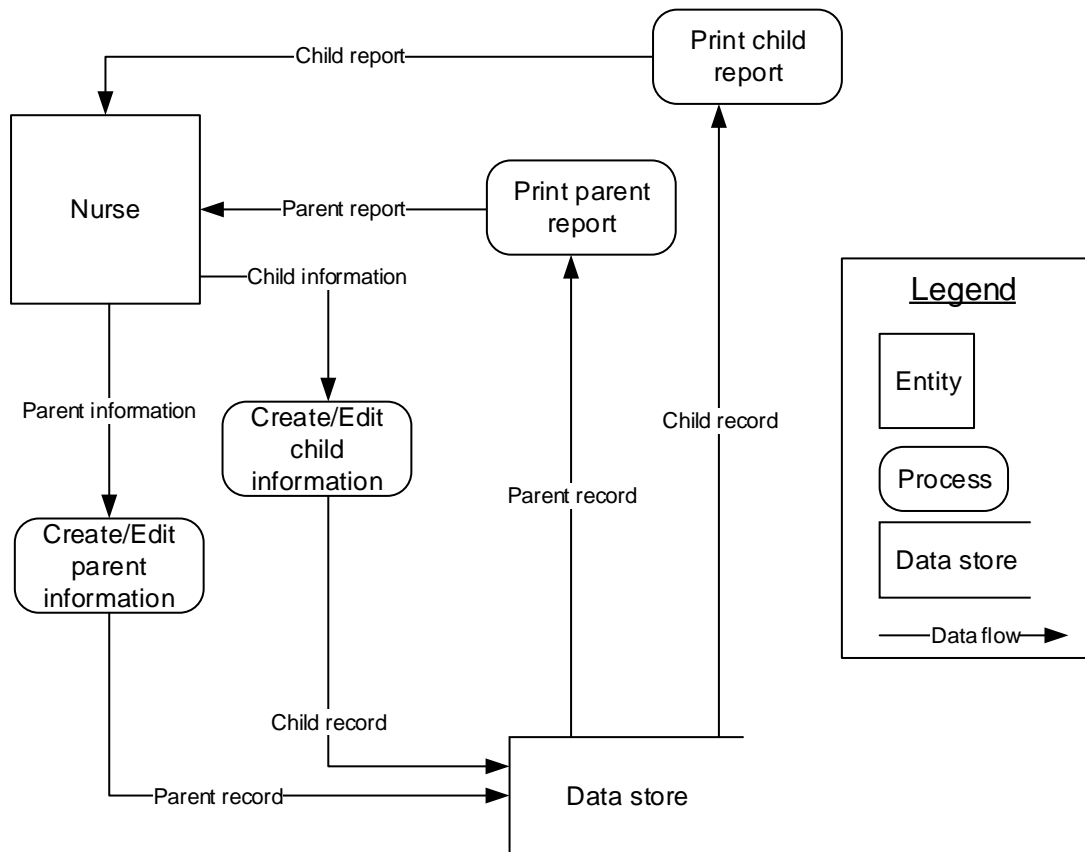 Print child
report
Child report
Nurse
Print parent
report
Parent report
Child information
Parent information
Create/Edit
child
information
Child record
Parent record
Create/Edit
parent
information
Child record
Parent record
Data store
Legend
Entity
Process
Data store
Data flow